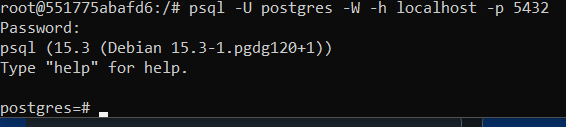 root@551775abafd6:/# psql -U postgres -W -h localhost -p 5432
Password:
psql (15.3 (Debian 15.3-1.pgdg120+1))
Type "help" for help.
postgres=#